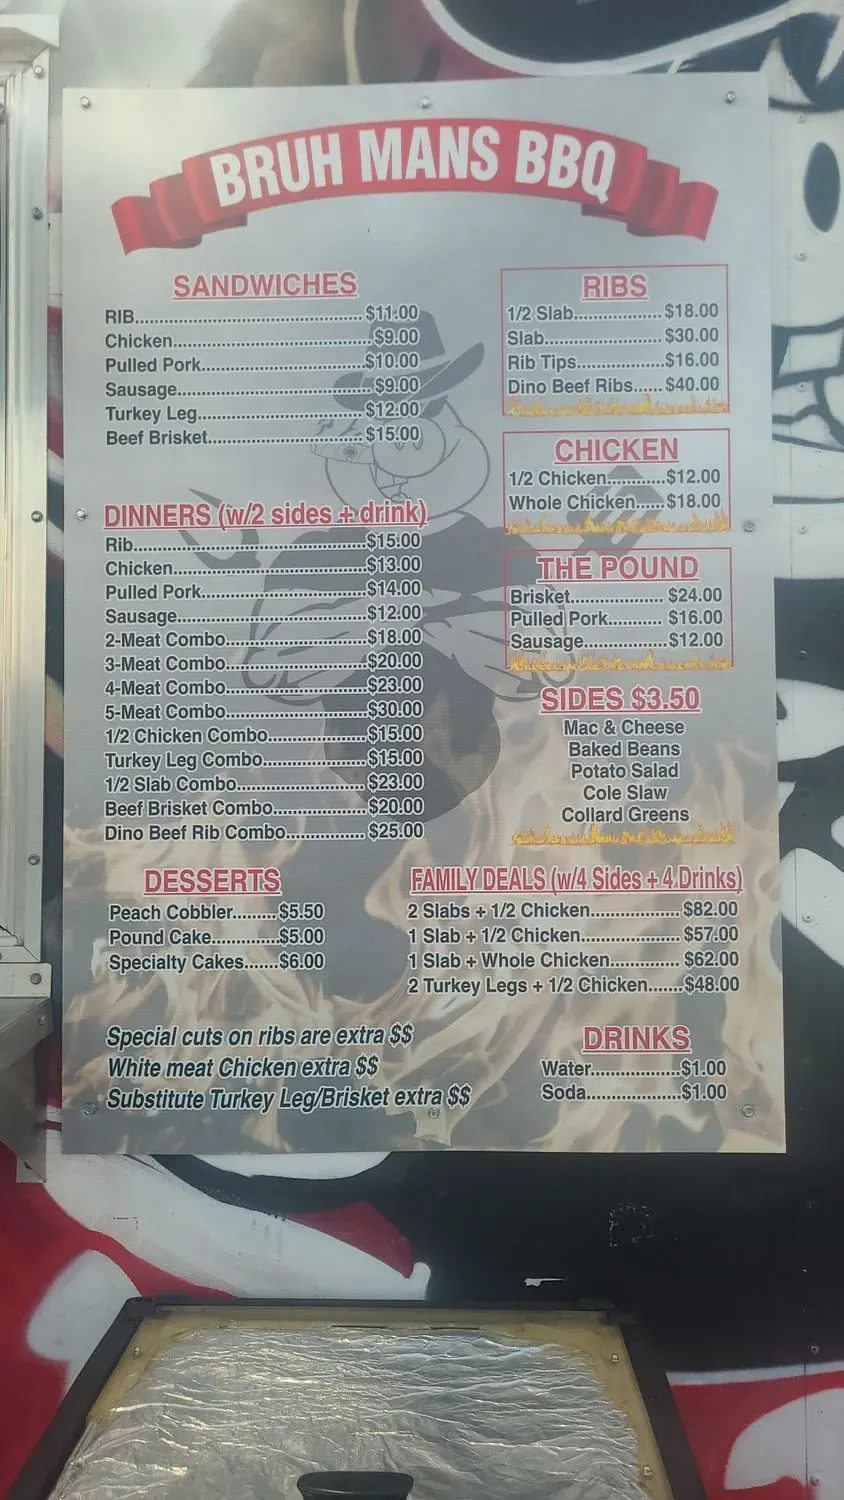 BRUH MANS BBQ
SANDWICHES
RIB..........$11.00
Chicken..........$9.00
Pulled Pork..........$10.00
Sausage..........$9.00
Turkey Leg..........$12.00
Beef Brisket..........$15.00
DINNERS (w/2 sides + drink)
Rib..........$15.00
Chicken..........$13.00
Pulled Pork..........$14.00
Sausage..........$12.00
2-Meat Combo..........$18.00
3-Meat Combo..........$20.00
4-Meat Combo..........$23.00
5-Meat Combo..........$30.00
1/2 Chicken Combo..........$15.00
Turkey Leg Combo..........$15.00
1/2 Slab Combo..........$23.00
Beef Brisket Combo..........$20.00
Dino Beef Rib Combo..........$25.00
RIBS
1/2 Slab..........$18.00
Slab..........$30.00
Rib Tips..........$16.00
Dino Beef Ribs......$40.00
CHICKEN
1/2 Chicken..........$12.00
Whole Chicken.....$18.00
THE POUND
Brisket..........$24.00
Pulled Pork..........$16.00
Sausage..........$12.00
SIDES $3.50
Mac & Cheese
Baked Beans
Potato Salad
Cole Slaw
Collard Greens
DESSERTS
Peach Cobbler.........$5.50
Pound Cake..........$5.00
Specialty Cakes.......$6.00
FAMILY DEALS (w/4 Sides + 4 Drinks)
2 Slabs + 1/2 Chicken..........$82.00
1 Slab + 1/2 Chicken..........$57.00
1 Slab + Whole Chicken..........$62.00
2 Turkey Legs + 1/2 Chicken.......$48.00
Special cuts on ribs are extra $$
White meat Chicken extra $$
Substitute Turkey Leg/Brisket extra $$
DRINKS
Water..........$1.00
Soda..........$1.00